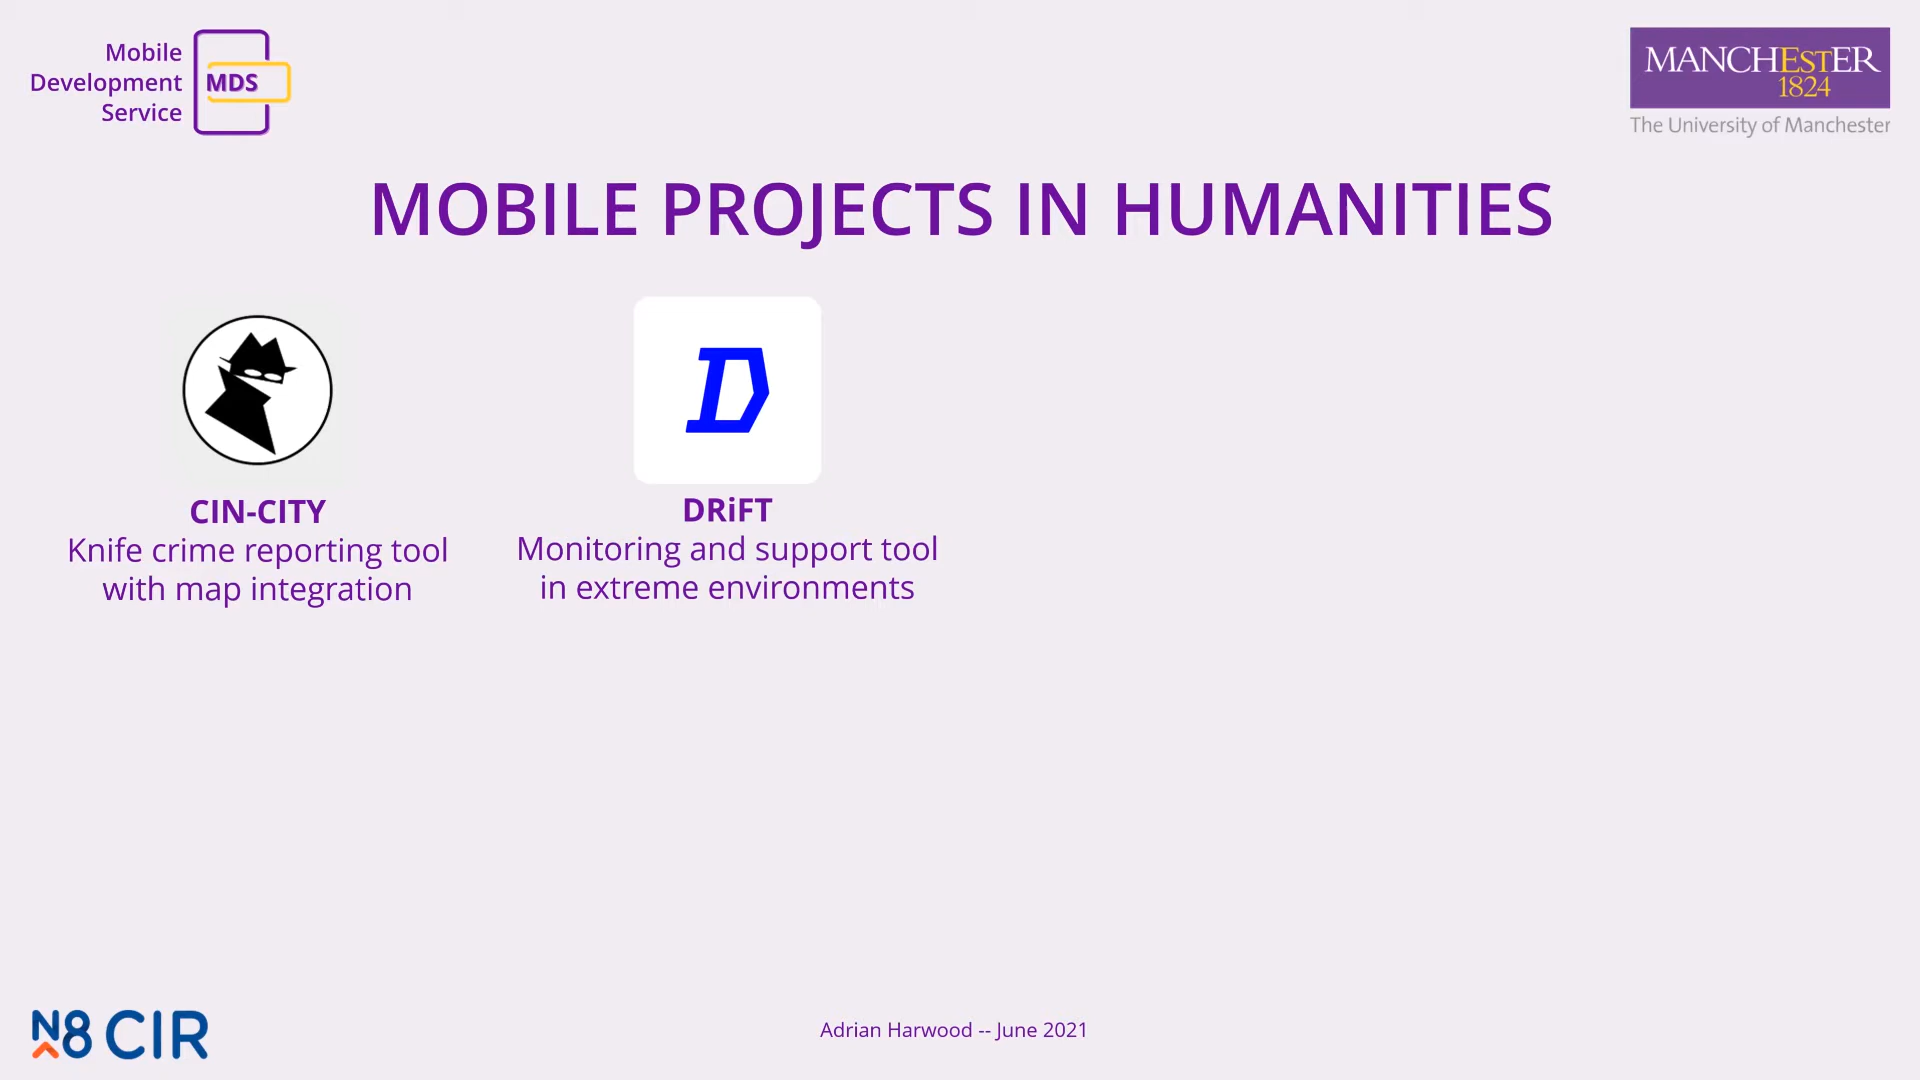 Mobile
Development
Service
MDS
MANCHESTER
1824
The University of Manchester
MOBILE PROJECTS IN HUMANITIES
CIN-CITY
Knife crime reporting tool
with map integration
D
DRiFT
Monitoring and support tool
in extreme environments
N8 CIR
Adrian Harwood -- June 2021